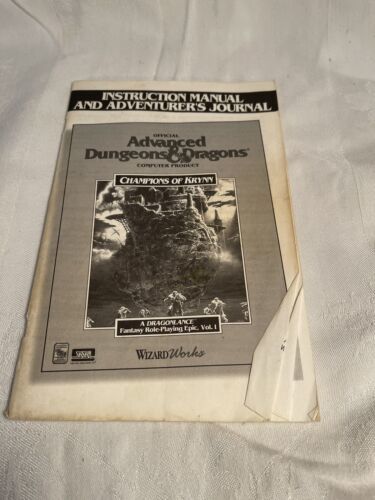 INSTRUCTION MANUAL
AND ADVENTURER'S JOURNAL
OFFICIAL
Advanced
Dungeons & Dragons®
COMPUTER PRODUCT
CHAMPIONS OF KRYNN
A DRAGONLANCE®
Fantasy Role-Playing Epic, Vol. 1
WIZARDWorks